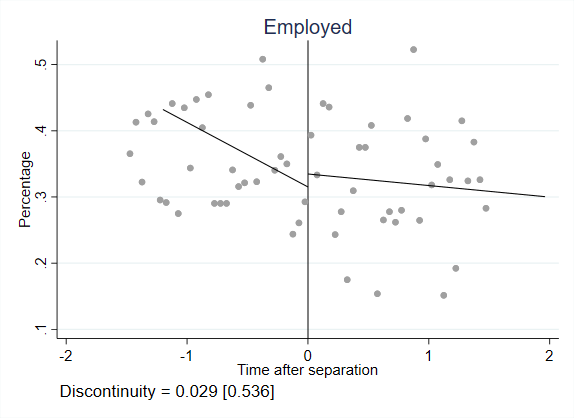 Employed
Percentage
.5
.4
.3
.2
.1
-2 -1 0 1 2
Time after separation
Discontinuity = 0.029 [0.536]